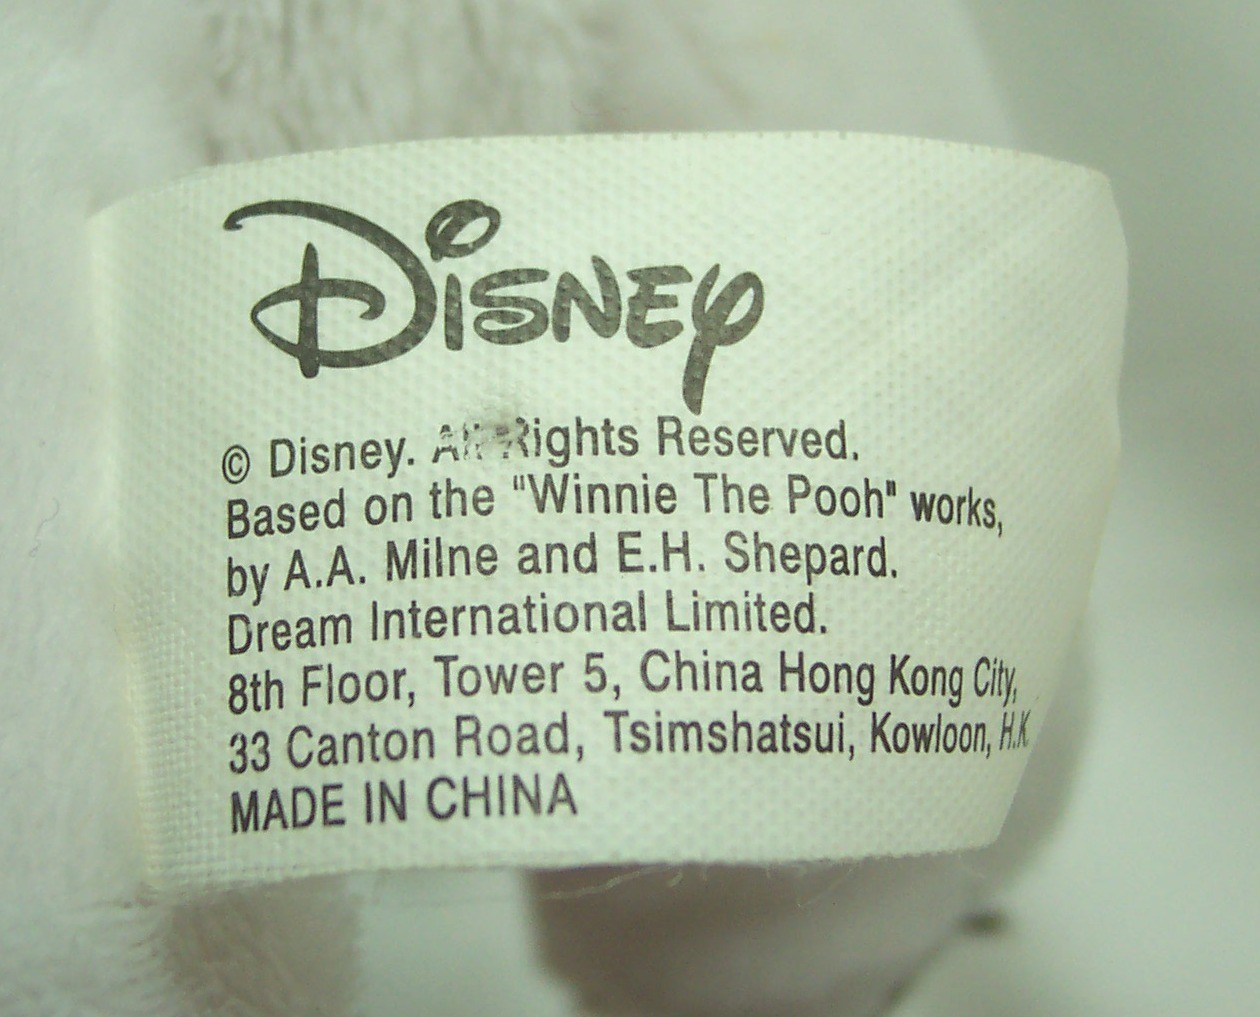 Disney
© Disney. All Rights Reserved.
Based on the "Winnie The Pooh" works,
by A.A. Milne and E.H. Shepard.
Dream International Limited.
8th Floor, Tower 5, China Hong Kong City,
33 Canton Road, Tsimshatsui, Kowloon, H.K
MADE IN CHINA